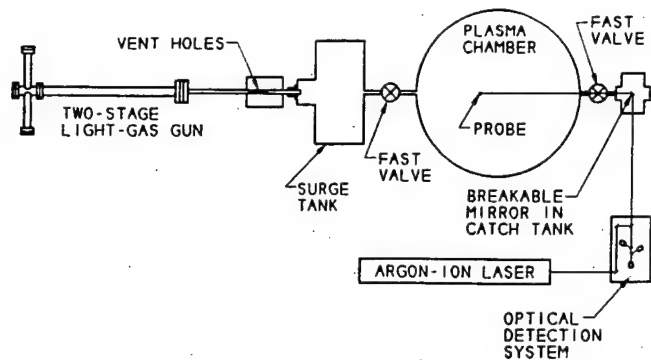 VENT HOLES
TWO-STAGE
LIGHT-GAS GUN
SURGE
TANK
FAST
VALVE
PLASMA
CHAMBER
PROBE
FAST
VALVE
BREAKABLE
MIRROR IN
CATCH TANK
ARGON-ION LASER
OPTICAL
DETECTION
SYSTEM